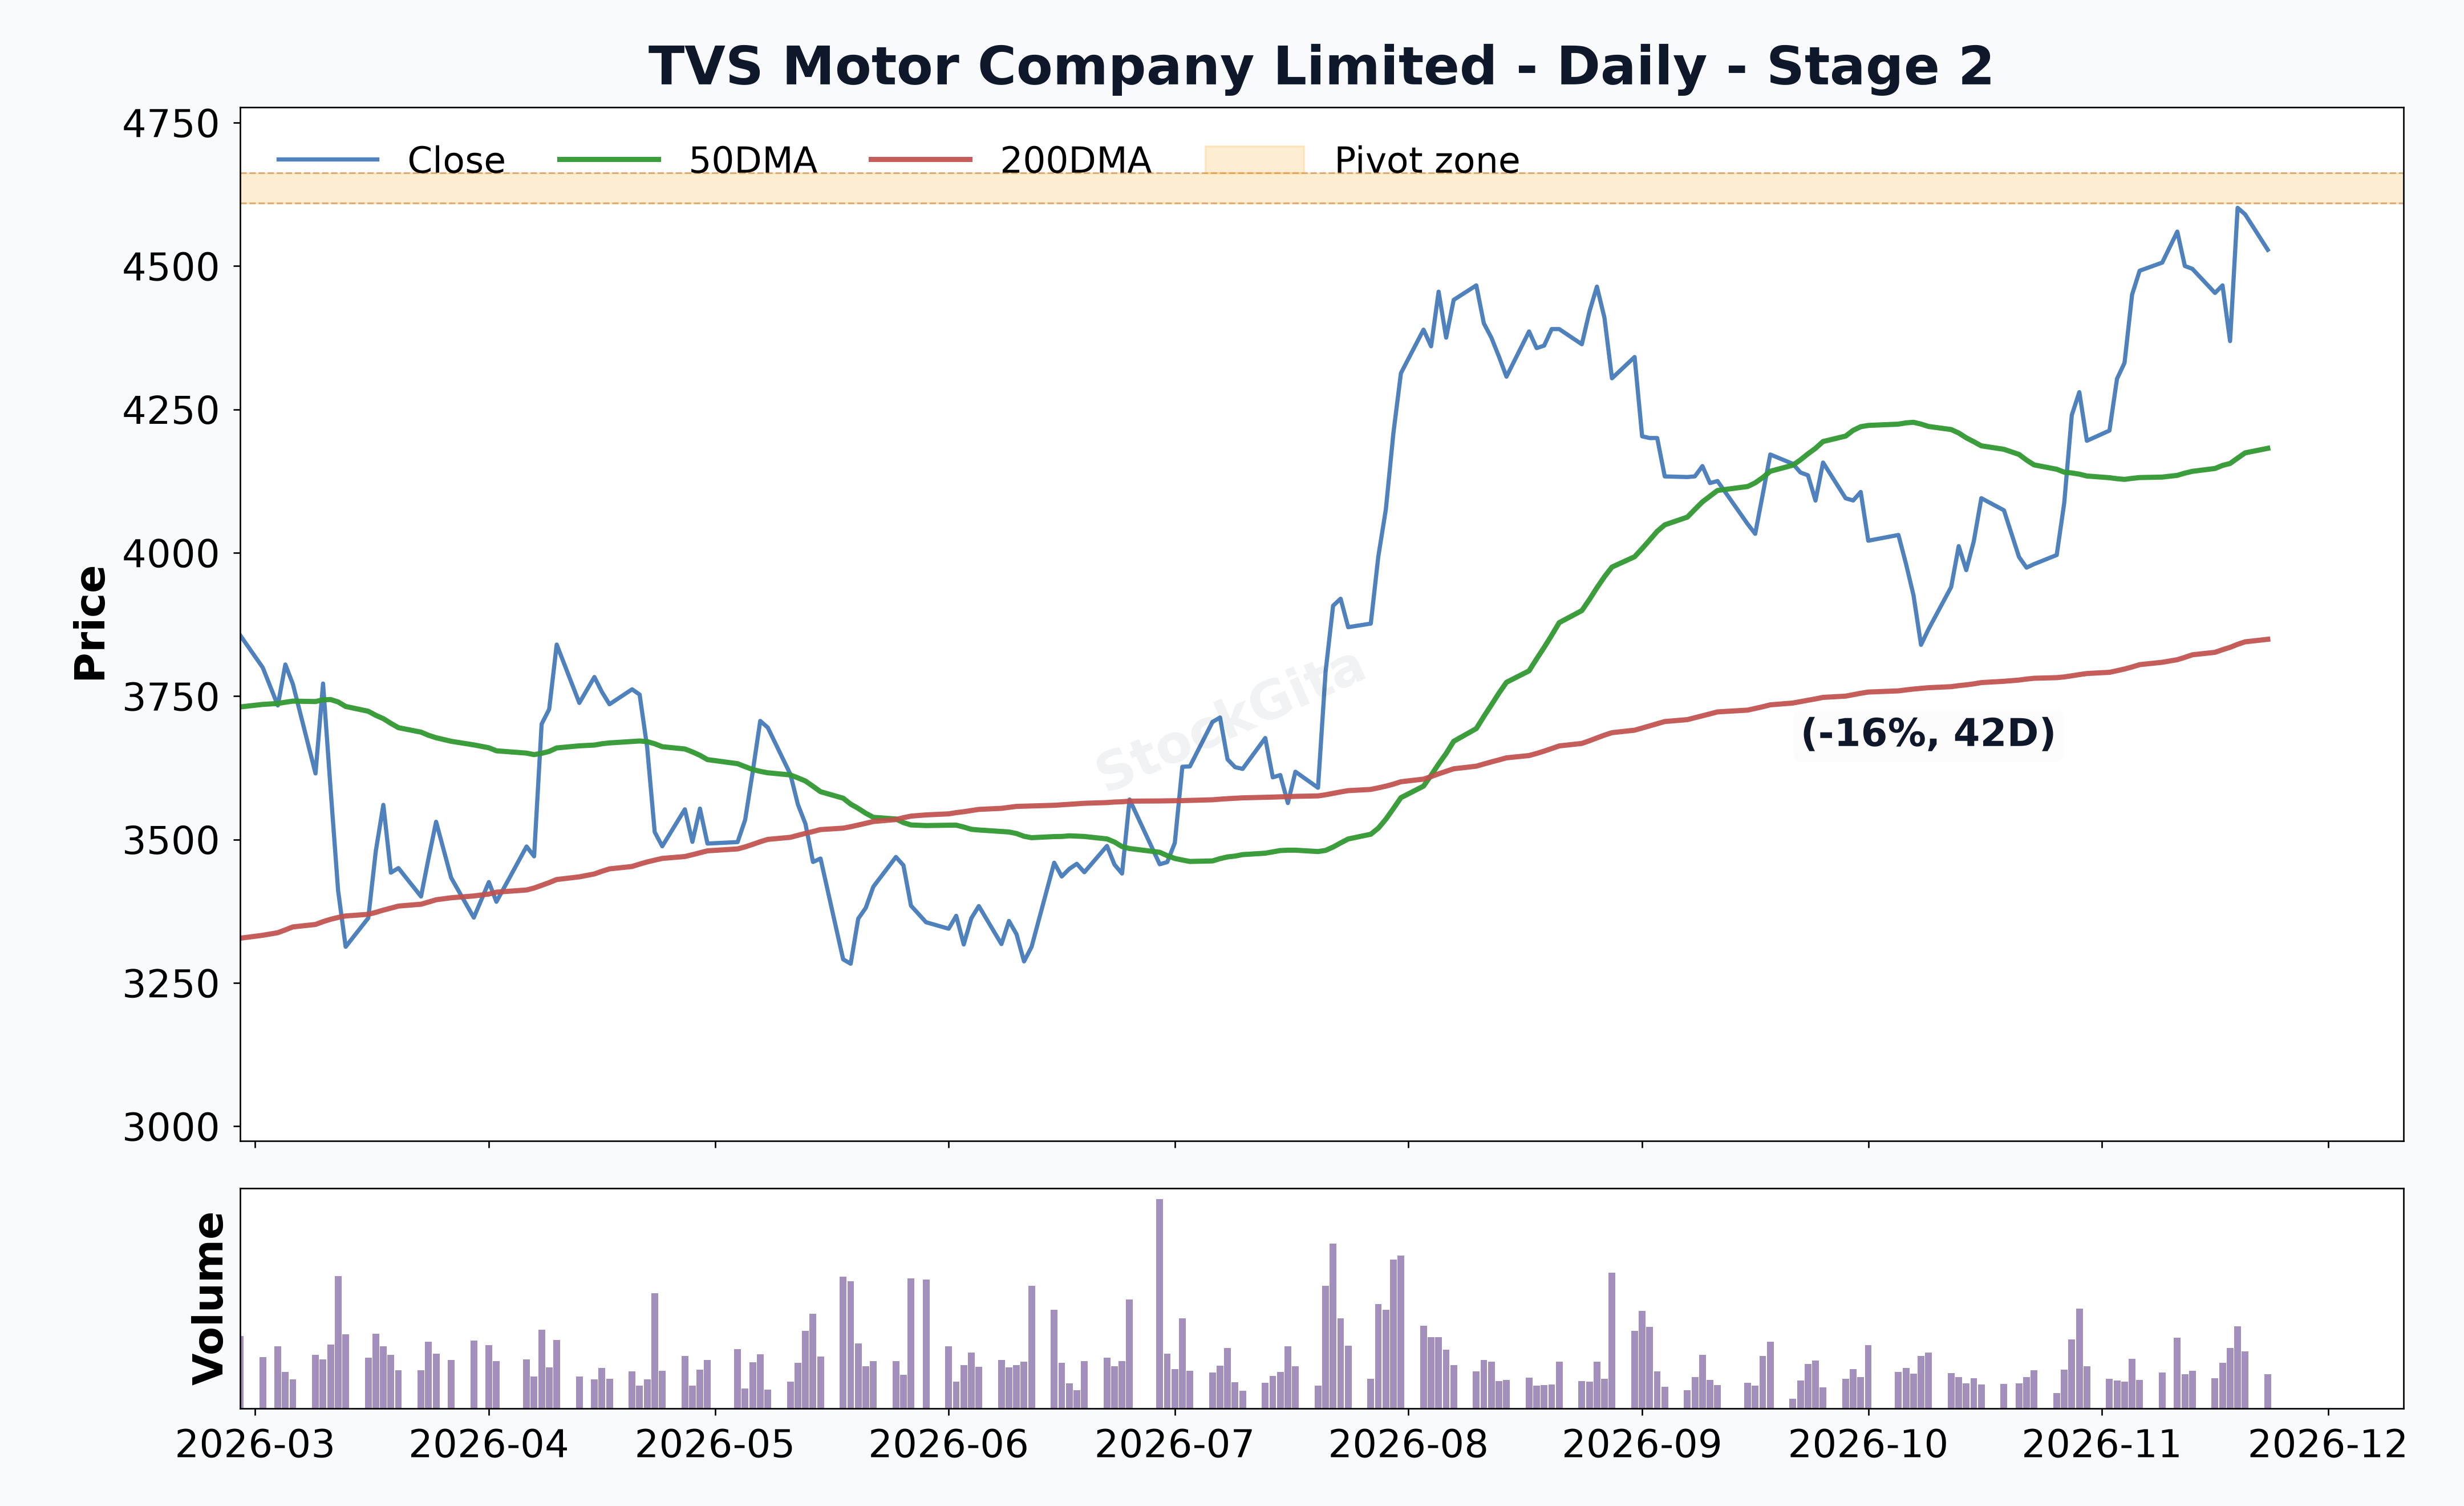 TVS Motor Company Limited - Daily - Stage 2
Close 50DMA 200DMA Pivot zone
4750
4500
4250
4000
3750
3500
3250
3000
Price
StockGita
(-16%, 42D)
Volume
2026-03 2026-04 2026-05 2026-06 2026-07 2026-08 2026-09 2026-10 2026-11 2026-12